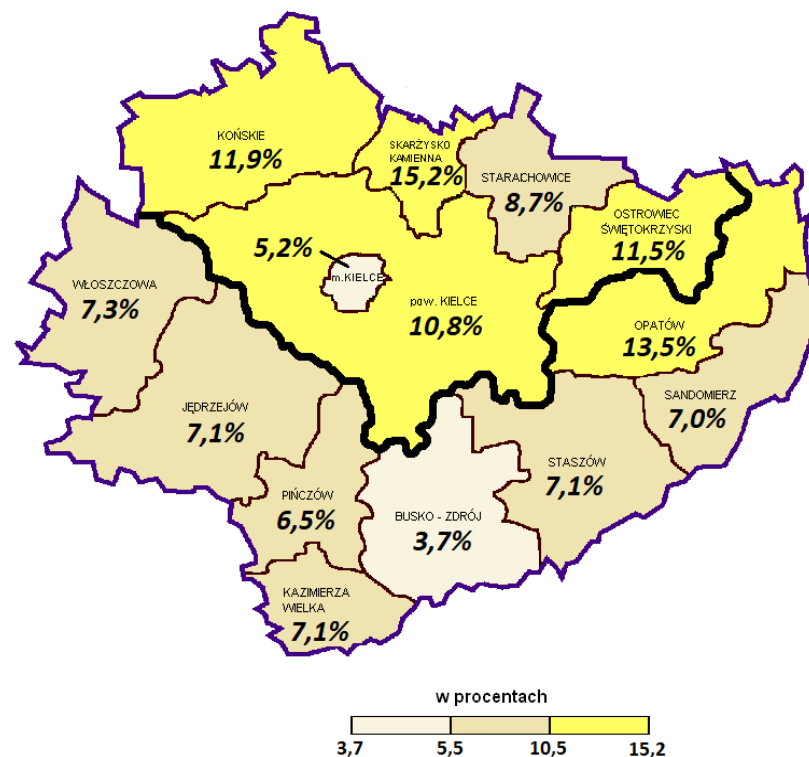 KOŃSKIE
11,9%
SKARŻYSKO
KAMIENNA
15,2%
STARACHOWICE
8,7%
OSTROWIEC
ŚWIĘTOKRZYSKI
11,5%
5,2%
m.KIELCE
WŁOSZCZOWA
7,3%
pow. KIELCE
10,8%
OPATÓW
13,5%
SANDOMIERZ
7,0%
JĘDRZEJÓW
7,1%
STASZÓW
7,1%
PIŃCZÓW
6,5%
BUSKO - ZDRÓJ
3,7%
KAZIMIERZA
WIELKA
7,1%
w procentach
3,7 5,5 10,5 15,2